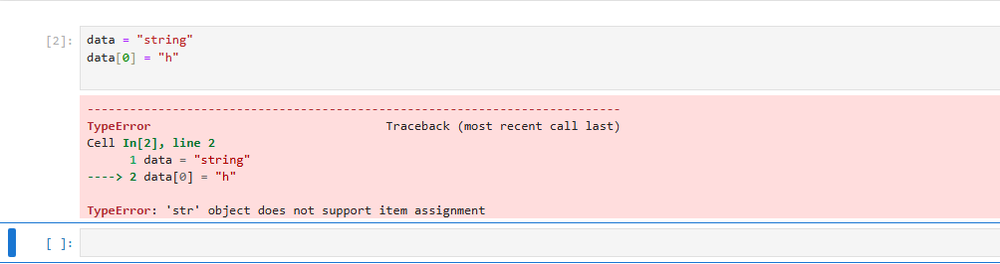 [2]: data = "string"
data[0] = "h"
---------------------------------------------------------------------------
TypeError                                 Traceback (most recent call last)
Cell In[2], line 2
      1 data = "string"
----> 2 data[0] = "h"
TypeError: 'str' object does not support item assignment
[ ]: